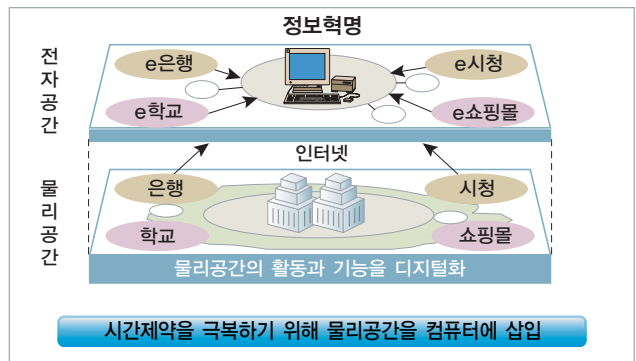 정보혁명
전자공간
e은행
e시청
e학교
e쇼핑몰
인터넷
물리공간
은행
시청
학교
쇼핑몰
물리공간의 활동과 기능을 디지털화
시간제약을 극복하기 위해 물리공간을 컴퓨터에 삽입